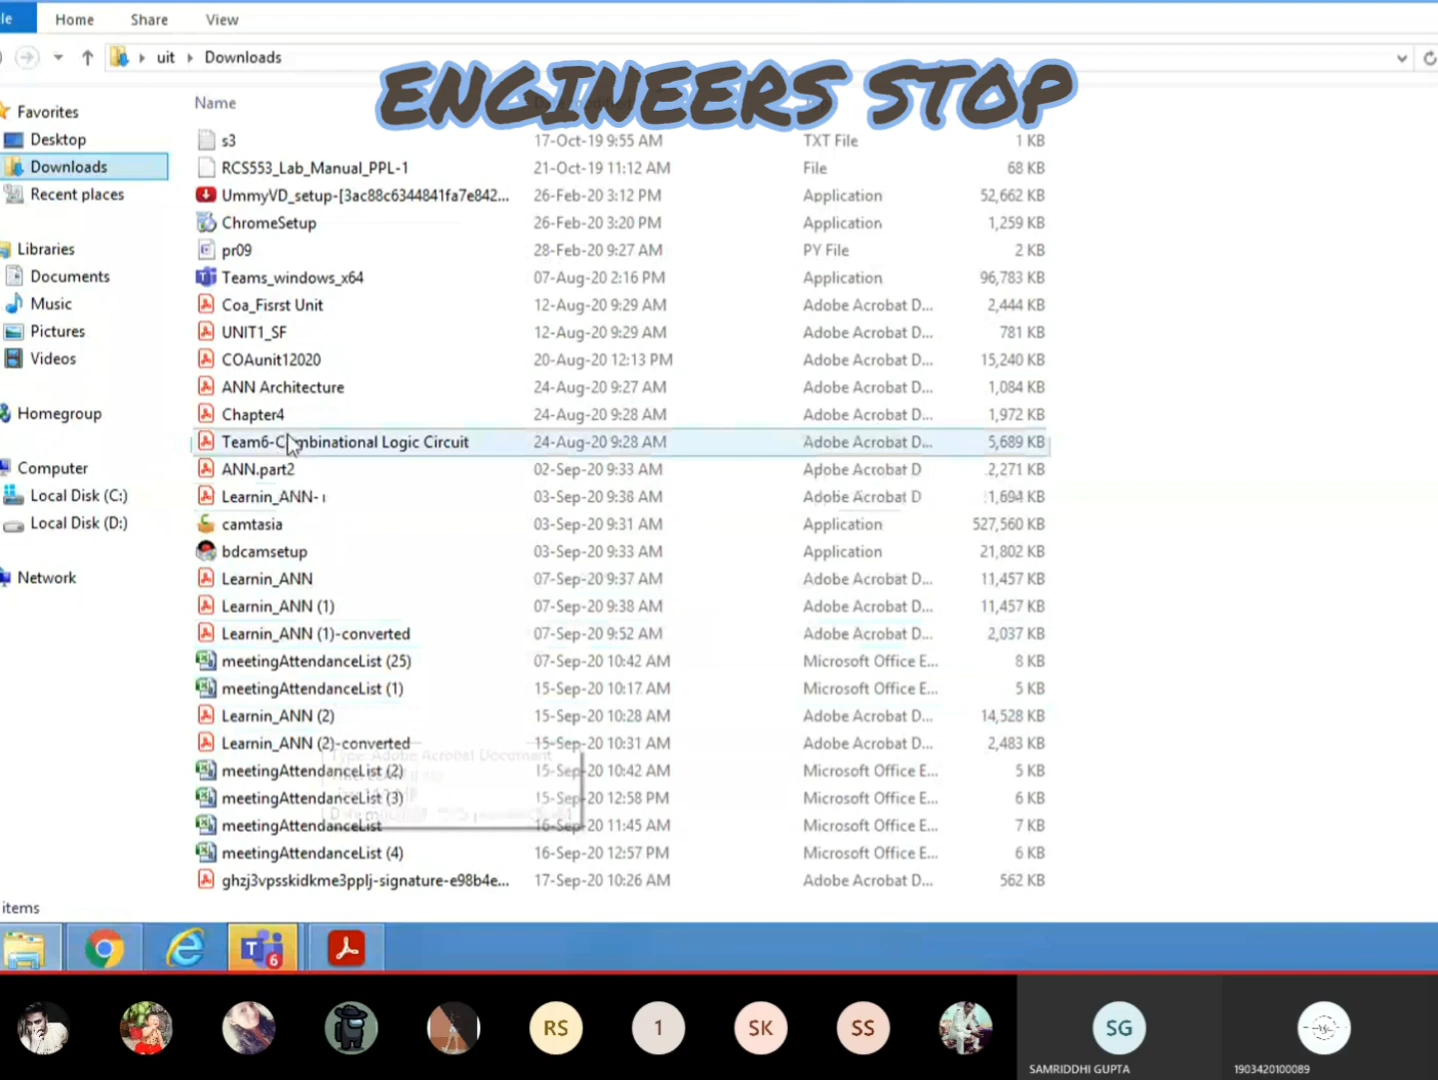 le Home Share View
uit Downloads
ENGINEERS STOP
Name
Favorites
Desktop
Downloads
Recent places
Libraries
Documents
Music
Pictures
Videos
Homegroup
Computer
Local Disk (C:)
Local Disk (D:)
Network
s3 17-Oct-19 9:55 AM TXT File 1 KB
RCS553_Lab_Manual_PPL-1 21-Oct-19 11:12 AM File 68 KB
UmmyVD_setup-[3ac88c6344841fa7e842... 26-Feb-20 3:12 PM Application 52,662 KB
ChromeSetup 26-Feb-20 3:20 PM Application 1,259 KB
pr09 28-Feb-20 9:27 AM PY File 2 KB
Teams_windows_x64 07-Aug-20 2:16 PM Application 96,783 KB
Coa_Fisrst Unit 12-Aug-20 9:29 AM Adobe Acrobat D... 2,444 KB
UNIT1_SF 12-Aug-20 9:29 AM Adobe Acrobat D... 781 KB
COAunit12020 20-Aug-20 12:13 PM Adobe Acrobat D... 15,240 KB
ANN Architecture 24-Aug-20 9:27 AM Adobe Acrobat D... 1,084 KB
Chapter4 24-Aug-20 9:28 AM Adobe Acrobat D... 1,972 KB
Team6-Combinational Logic Circuit 24-Aug-20 9:28 AM Adobe Acrobat D... 5,689 KB
ANN.part2 02-Sep-20 9:33 AM Adobe Acrobat D 2,271 KB
Learnin_ANN- 03-Sep-20 9:38 AM Adobe Acrobat D 1,694 KB
camtasia 03-Sep-20 9:31 AM Application 527,560 KB
bdcamsetup 03-Sep-20 9:33 AM Application 21,802 KB
Learnin_ANN 07-Sep-20 9:37 AM Adobe Acrobat D... 11,457 KB
Learnin_ANN (1) 07-Sep-20 9:38 AM Adobe Acrobat D... 11,457 KB
Learnin_ANN (1)-converted 07-Sep-20 9:52 AM Adobe Acrobat D... 2,037 KB
meetingAttendanceList (25) 07-Sep-20 10:42 AM Microsoft Office E... 8 KB
meetingAttendanceList (1) 15-Sep-20 10:17 AM Microsoft Office E... 5 KB
Learnin_ANN (2) 15-Sep-20 10:28 AM Adobe Acrobat D... 14,528 KB
Learnin_ANN (2)-converted 15-Sep-20 10:31 AM Adobe Acrobat D... 2,483 KB
Type: Adobe Acrobat Document
meetingAttendanceList (2) 15-Sep-20 10:42 AM Microsoft Office E... 5 KB
meetingAttendanceList (3) 15-Sep-20 12:58 PM Microsoft Office E... 6 KB
meetingAttendanceList 16-Sep-20 11:45 AM Microsoft Office E... 7 KB
meetingAttendanceList (4) 16-Sep-20 12:57 PM Microsoft Office E... 6 KB
ghzj3vpsskidkme3pplj-signature-e98b4e... 17-Sep-20 10:26 AM Adobe Acrobat D... 562 KB
items
T 6
RS 1 SK SS SG
SAMRIDDHI GUPTA 1903420100089